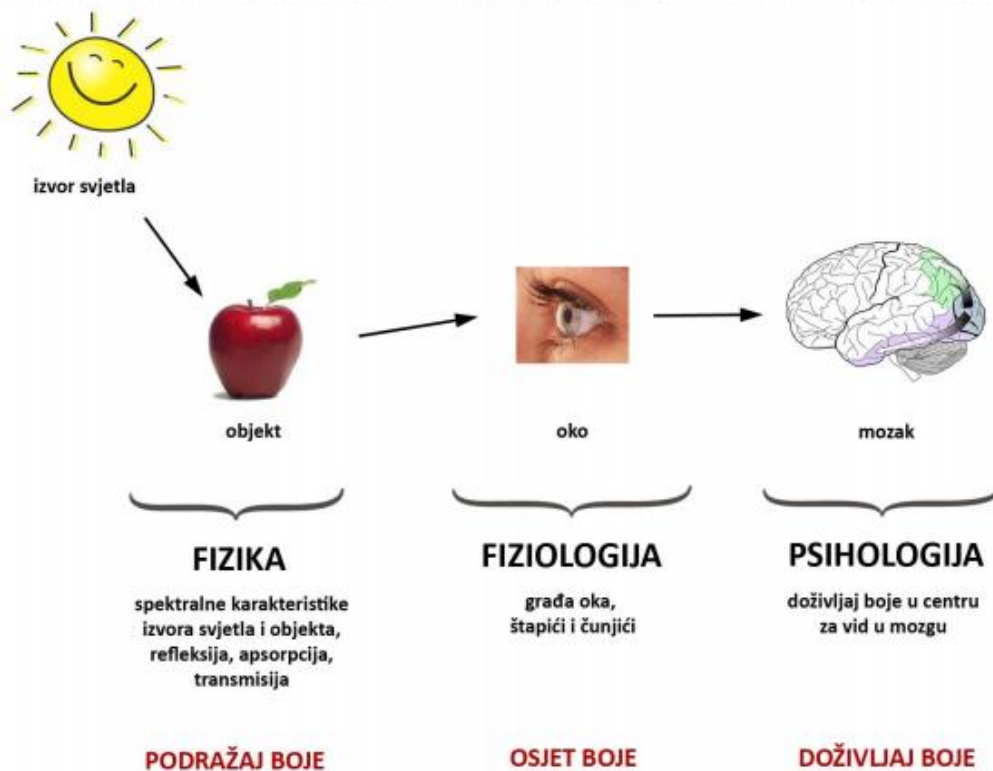 izvor svjetla
objekt
oko
mozak
FIZIKA
spektralne karakteristike
izvora svjetla i objekta,
refleksija, apsorpcija,
transmisija
PODRAŽAJ BOJE
FIZIOLOGIJA
građa oka,
štapići i čunjići
OSJET BOJE
PSIHOLOGIJA
doživljaj boje u centru
za vid u mozgu
DOŽIVLJAJ BOJE